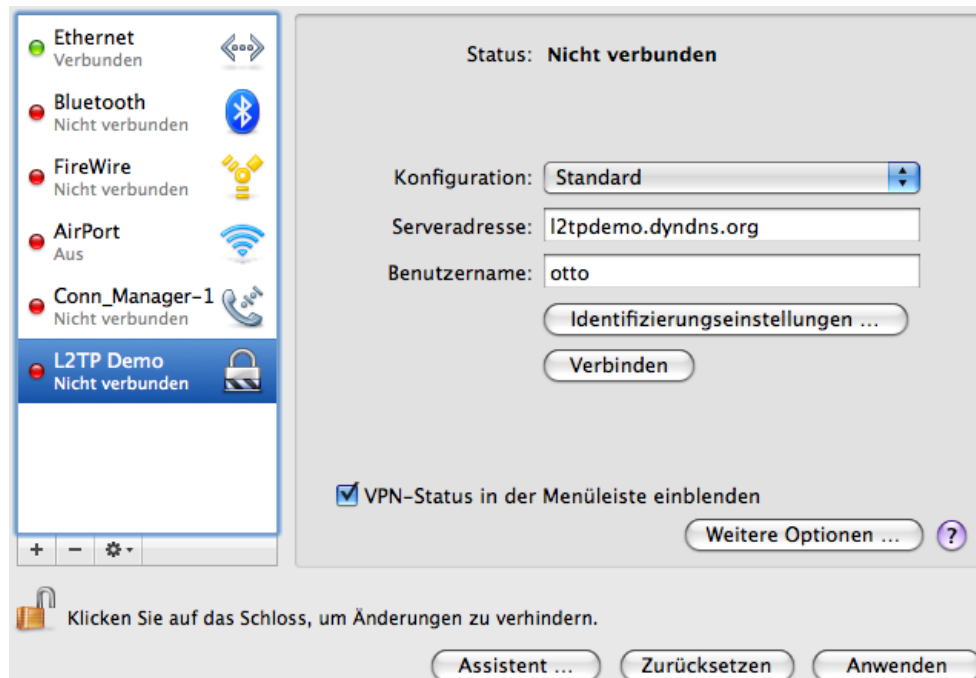 Ethernet
Verbunden
Bluetooth
Nicht verbunden
FireWire
Nicht verbunden
AirPort
Aus
Conn_Manager-1
Nicht verbunden
L2TP Demo
Nicht verbunden
Status: Nicht verbunden
Konfiguration: Standard
Serveradresse: l2tpdemo.dyndns.org
Benutzername: otto
Identifizierungseinstellungen ...
Verbinden
VPN-Status in der Menüleiste einblenden
Weitere Optionen ... ?
Klicken Sie auf das Schloss, um Änderungen zu verhindern.
Assistent ... Zurücksetzen Anwenden